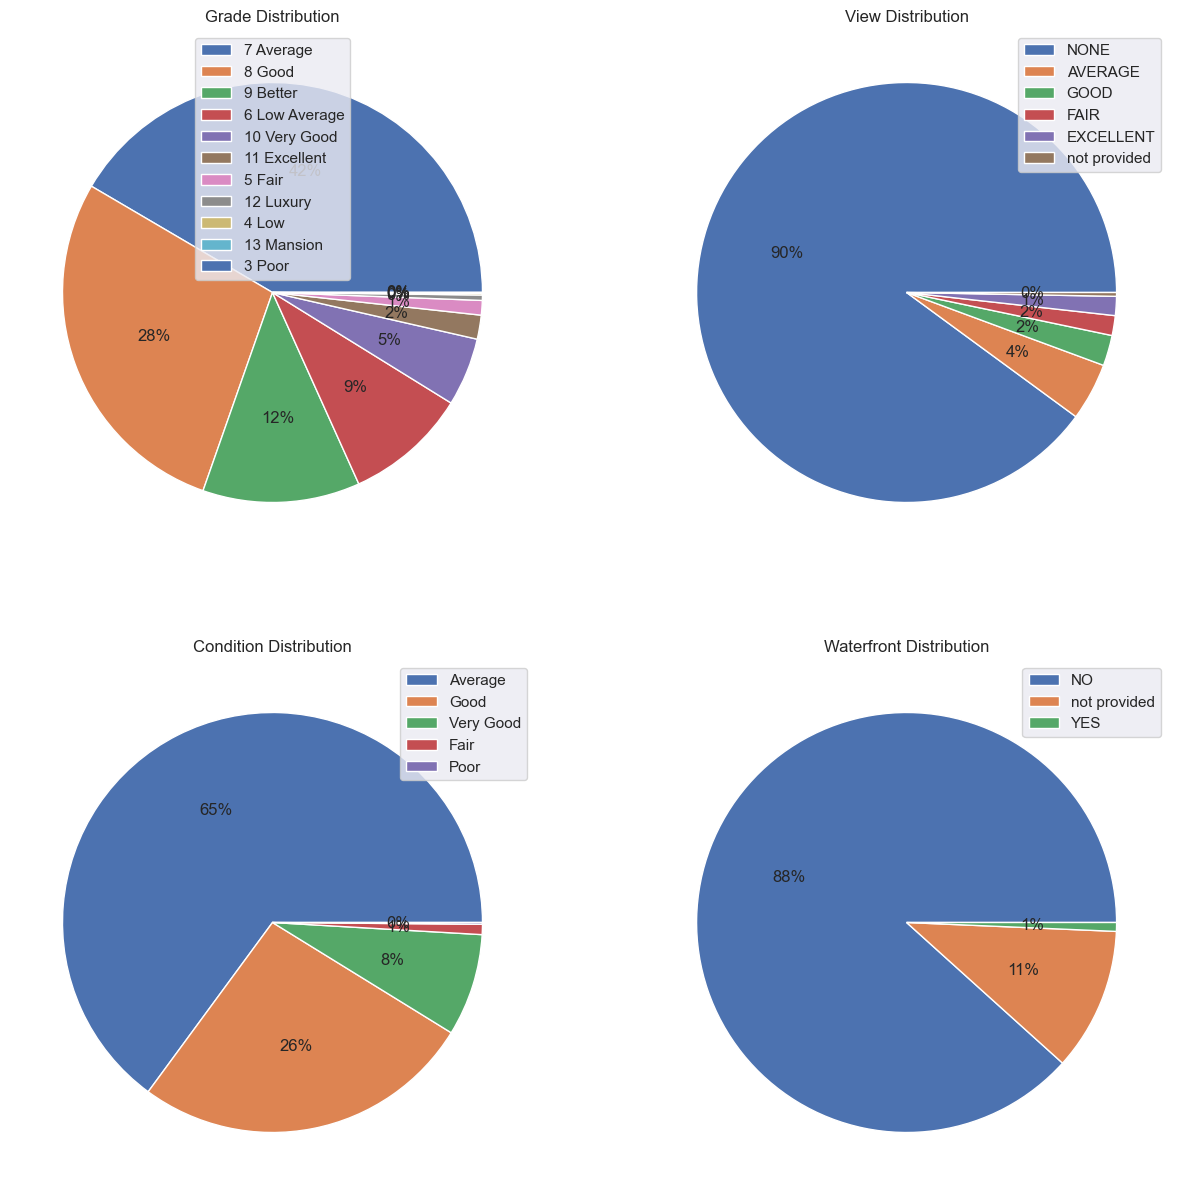 Grade Distribution
7 Average
8 Good
9 Better
6 Low Average
10 Very Good
11 Excellent
5 Fair
12 Luxury
4 Low
13 Mansion
3 Poor
42%
28%
12%
9%
5%
2%
1%
0%
View Distribution
NONE
AVERAGE
GOOD
FAIR
EXCELLENT
not provided
90%
4%
2%
2%
1%
0%
Condition Distribution
Average
Good
Very Good
Fair
Poor
65%
26%
8%
1%
0%
Waterfront Distribution
NO
not provided
YES
88%
11%
1%